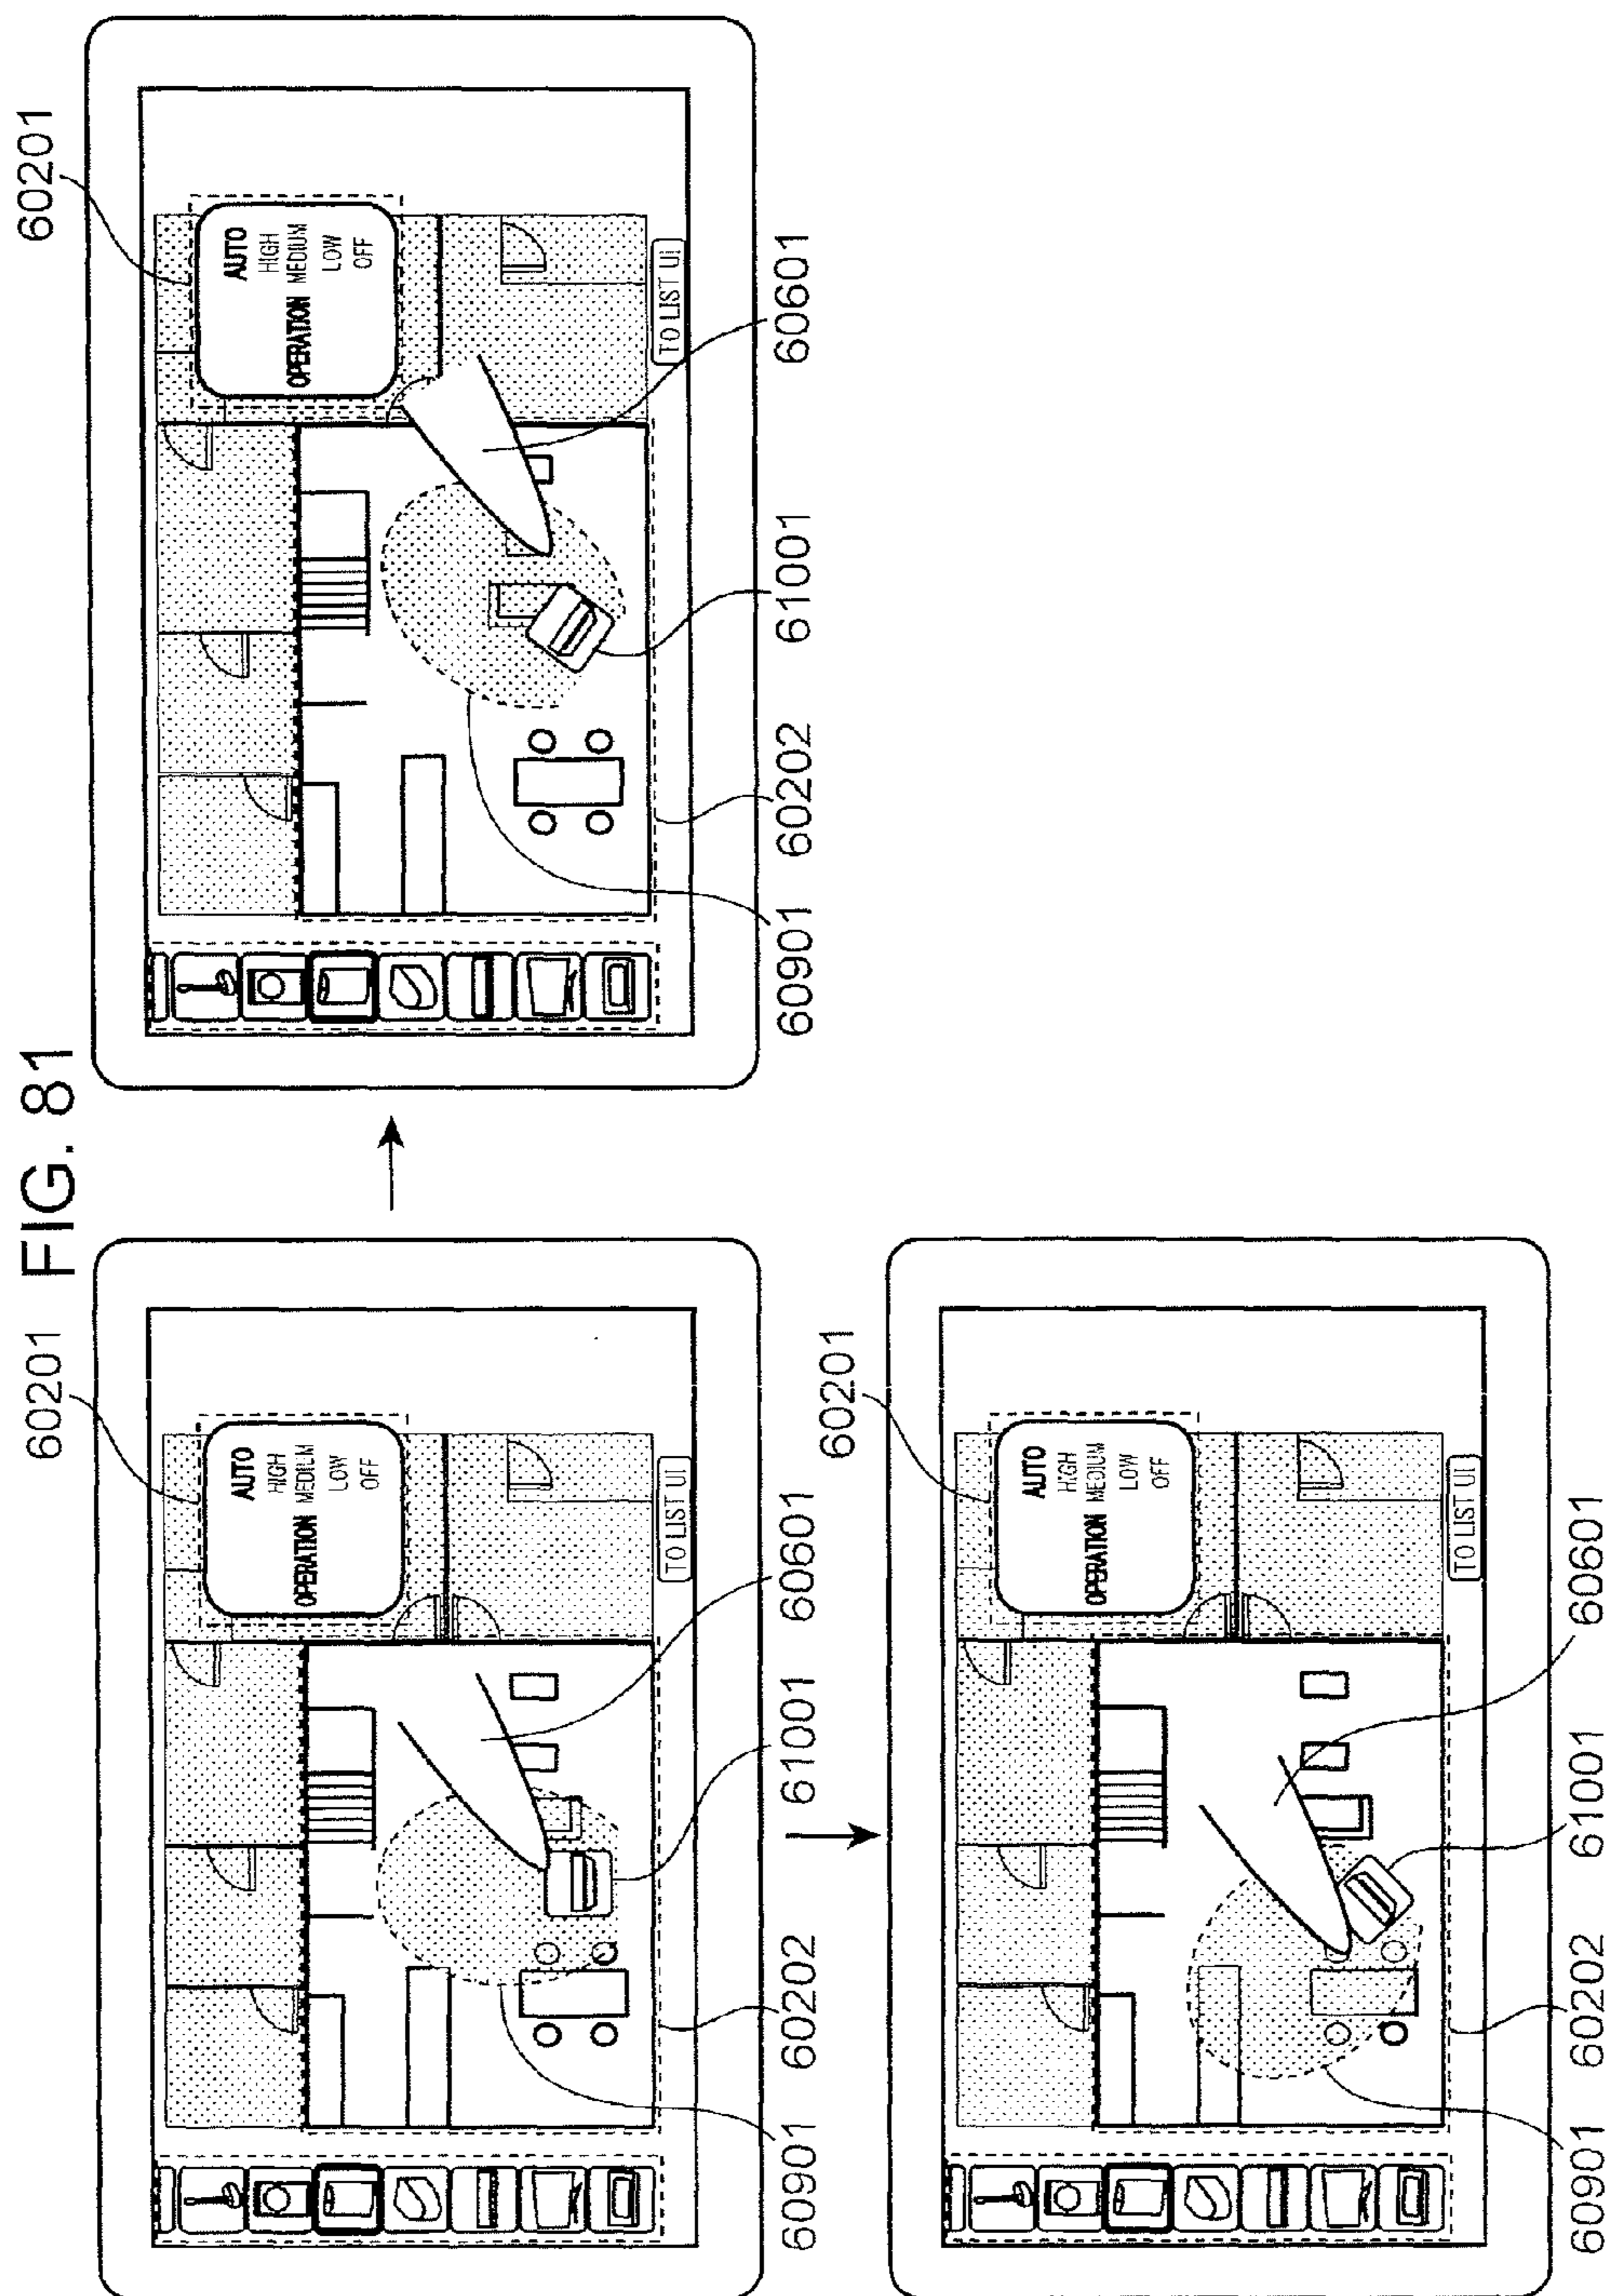 FIG. 81
60201
AUTO
HIGH
OPERATION MEDIUM
LOW
OFF
TO LIST UI
60901
60202
61001
60601
60201
AUTO
HIGH
OPERATION MEDIUM
LOW
OFF
TO LIST UI
60901
60202
61001
60601
60201
AUTO
HIGH
OPERATION MEDIUM
LOW
OFF
TO LIST UI
60901
60202
61001
60601